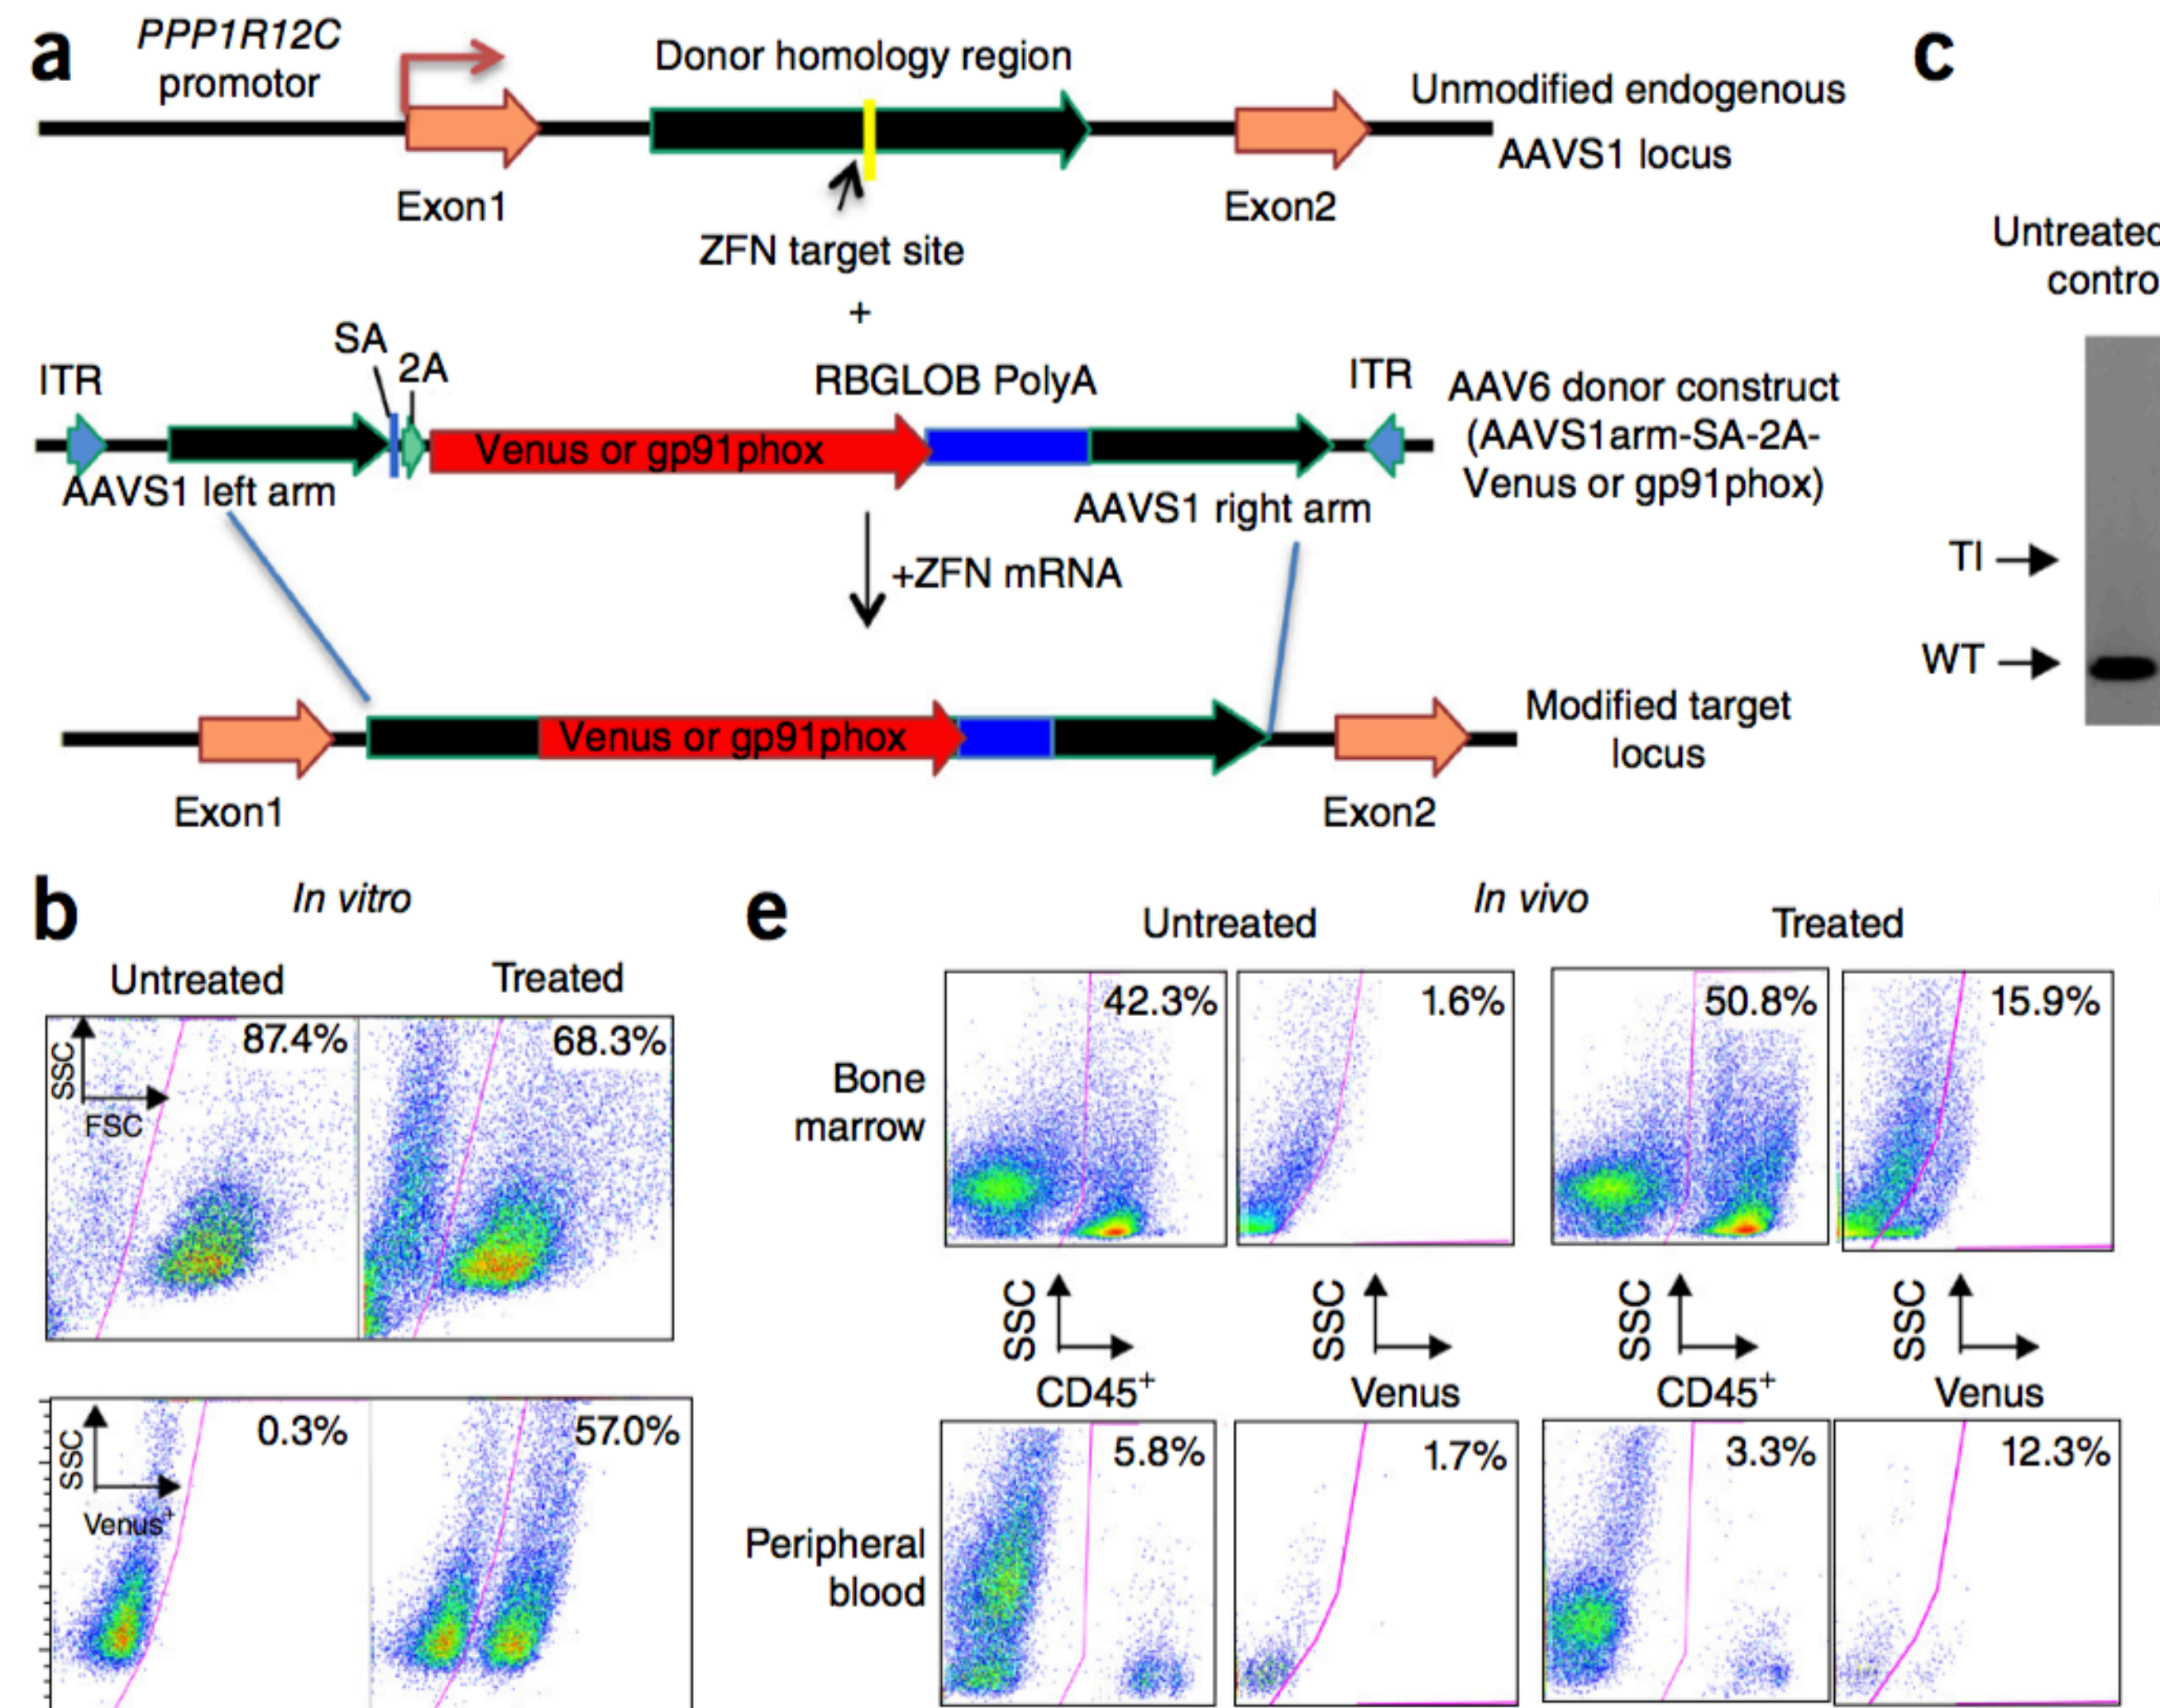 a
PPP1R12C
promotor
Donor homology region
Unmodified endogenous
AAVS1 locus
Exon1
Exon2
ZFN target site
+
SA
2A
ITR
RBGLOB PolyA
ITR
AAV6 donor construct
(AAVS1arm-SA-2A-
Venus or gp91phox)
Venus or gp91phox
AAVS1 left arm
AAVS1 right arm
+ZFN mRNA
Venus or gp91phox
Modified target
locus
Exon1
Exon2
c
Untreated
contro
TI
WT
b
In vitro
Untreated
Treated
SSC
FSC
87.4%
68.3%
SSC
Venus+
0.3%
57.0%
e
In vivo
Untreated
Treated
Bone
marrow
42.3%
1.6%
50.8%
15.9%
SSC
CD45+
SSC
Venus
SSC
CD45+
SSC
Venus
Peripheral
blood
5.8%
1.7%
3.3%
12.3%